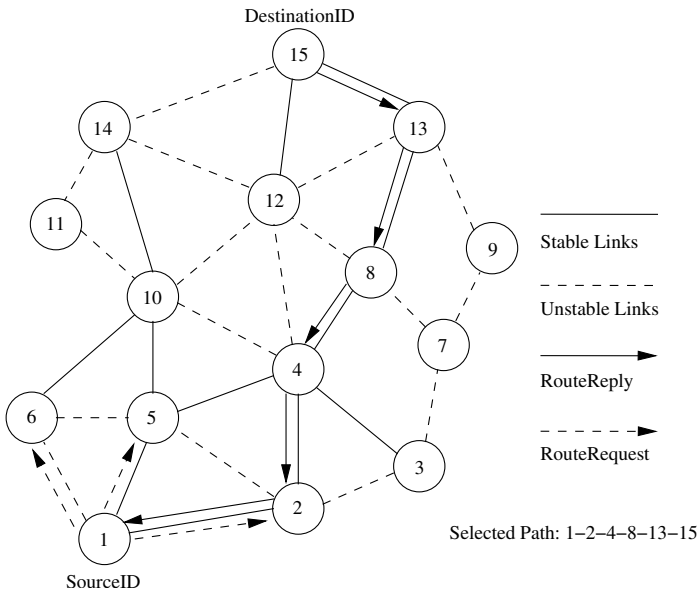 DestinationID
15
14
13
12
11
9
8
Stable Links
10
Unstable Links
7
4
RouteReply
6
5
3
RouteRequest
2
1
Selected Path: 1−2−4−8−13−15
SourceID